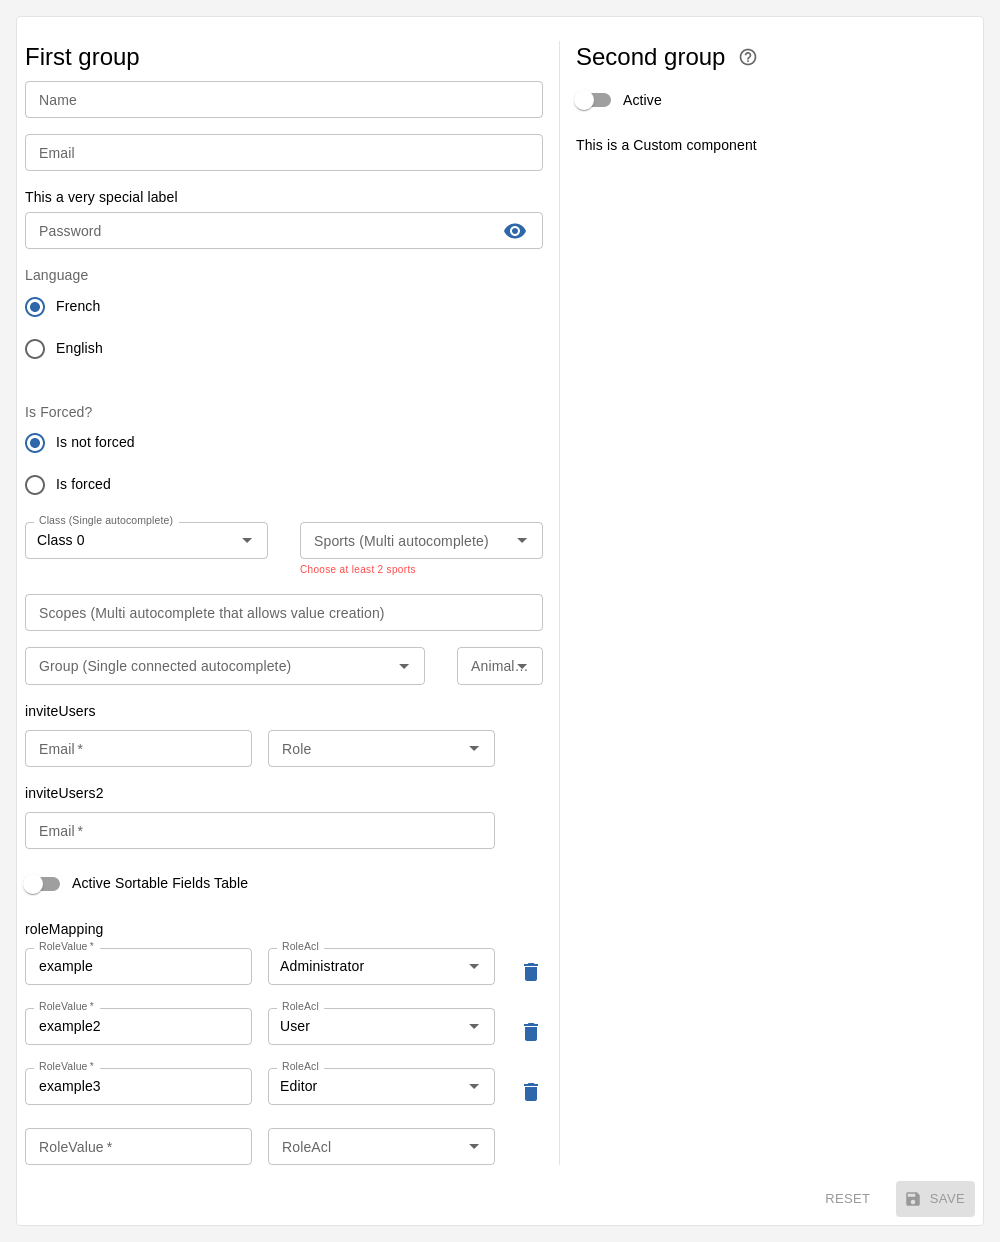 First group
Name
Email
This a very special label
Password
Language
French
English
Is Forced?
Is not forced
Is forced
Class (Single autocomplete)
Class 0
Sports (Multi autocomplete)
Choose at least 2 sports
Scopes (Multi autocomplete that allows value creation)
Group (Single connected autocomplete)
Animal...
inviteUsers
Email *
Role
inviteUsers2
Email *
Active Sortable Fields Table
roleMapping
RoleValue *
example
RoleAcl
Administrator
RoleValue *
example2
RoleAcl
User
RoleValue *
example3
RoleAcl
Editor
RoleValue *
RoleAcl
Second group
Active
This is a Custom component
RESET
SAVE